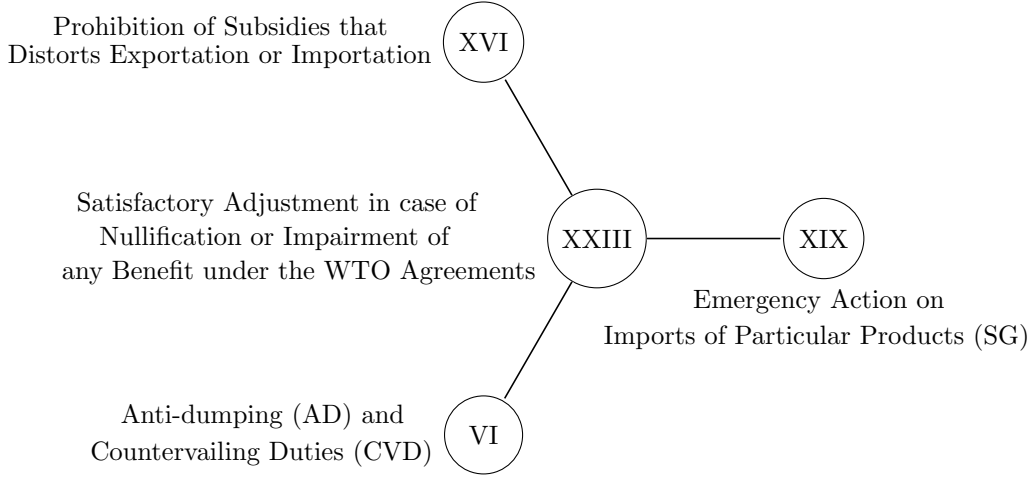 Prohibition of Subsidies that
Distorts Exportation or Importation
XVI
Satisfactory Adjustment in case of
Nullification or Impairment of
any Benefit under the WTO Agreements
XXIII
XIX
Emergency Action on
Imports of Particular Products (SG)
Anti-dumping (AD) and
Countervailing Duties (CVD)
VI